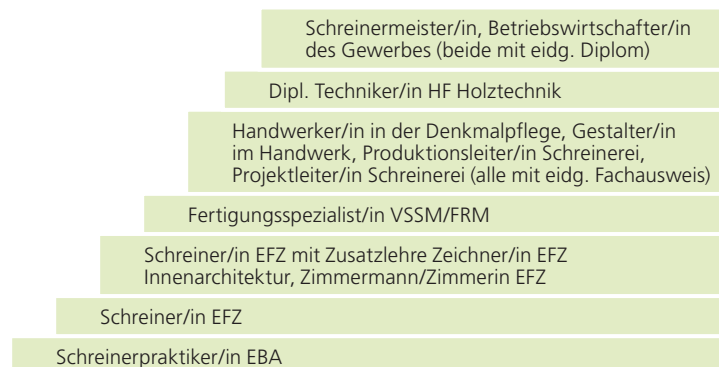 Schreinermeister/in, Betriebswirtschafter/in
des Gewerbes (beide mit eidg. Diplom)
Dipl. Techniker/in HF Holztechnik
Handwerker/in in der Denkmalpflege, Gestalter/in
im Handwerk, Produktionsleiter/in Schreinerei,
Projektleiter/in Schreinerei (alle mit eidg. Fachausweis)
Fertigungsspezialist/in VSSM/FRM
Schreiner/in EFZ mit Zusatzlehre Zeichner/in EFZ
Innenarchitektur, Zimmermann/Zimmerin EFZ
Schreiner/in EFZ
Schreinerpraktiker/in EBA